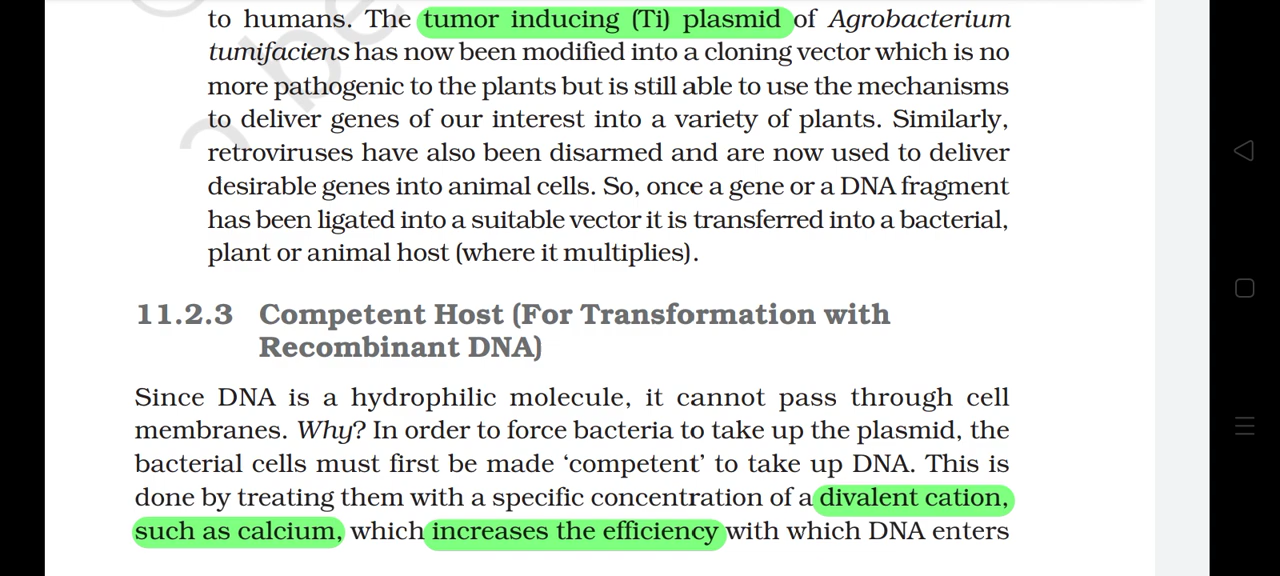 to humans. The tumor inducing (Ti) plasmid of Agrobacterium
tumifaciens has now been modified into a cloning vector which is no
more pathogenic to the plants but is still able to use the mechanisms
to deliver genes of our interest into a variety of plants. Similarly,
retroviruses have also been disarmed and are now used to deliver
desirable genes into animal cells. So, once a gene or a DNA fragment
has been ligated into a suitable vector it is transferred into a bacterial,
plant or animal host (where it multiplies).
11.2.3 Competent Host (For Transformation with
Recombinant DNA)
Since DNA is a hydrophilic molecule, it cannot pass through cell
membranes. Why? In order to force bacteria to take up the plasmid, the
bacterial cells must first be made ‘competent’ to take up DNA. This is
done by treating them with a specific concentration of a divalent cation,
such as calcium, which increases the efficiency with which DNA enters